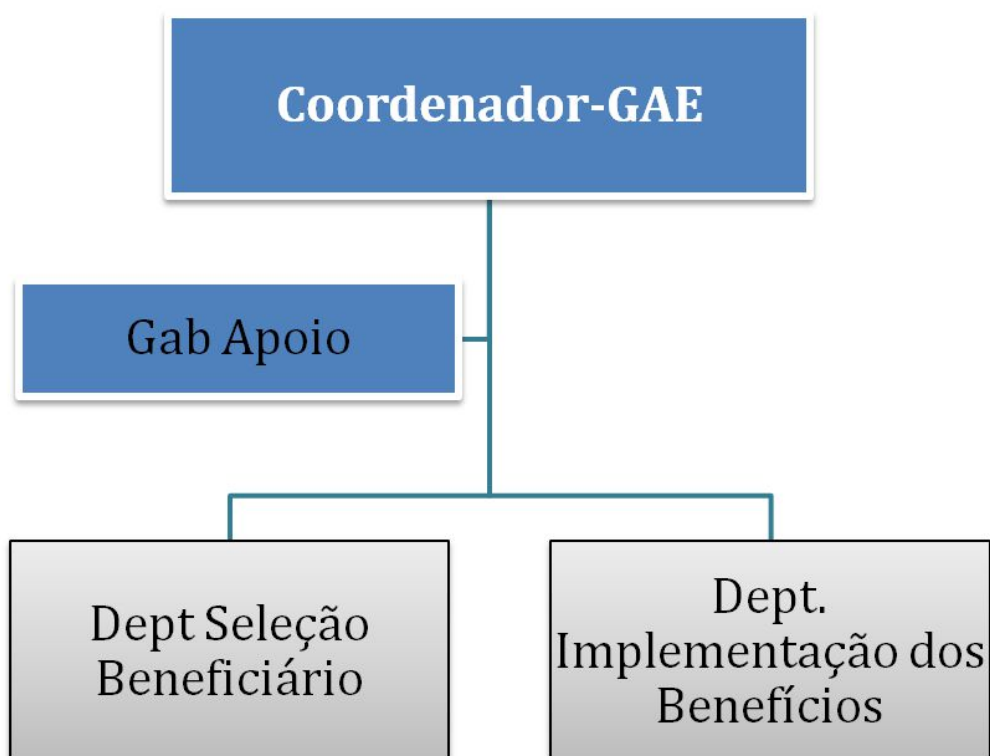 Coordenador-GAE
Gab Apoio
Dept Seleção
Beneficiário
Dept.
Implementação dos
Benefícios